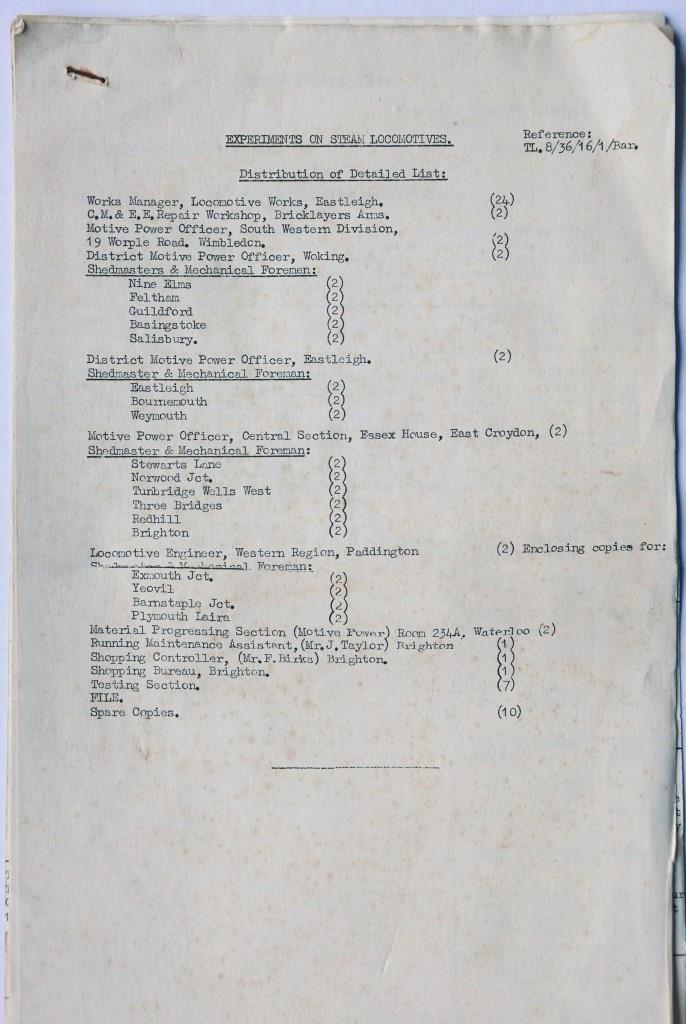 EXPERIMENTS ON STEAM LOCOMOTIVES.
Reference:
TL.8/36/16/1/Bar.
Distribution of Detailed List:
Works Manager, Locomotive Works, Eastleigh. (24)
C.M.& E.E.Repair Workshop, Bricklayers Arms. (2)
Motive Power Officer, South Western Division,
19 Worple Road. Wimbledon. (2)
District Motive Power Officer, Woking. (2)
Shedmasters & Mechanical Foremen:
Nine Elms (2)
Feltham (2)
Guildford (2)
Basingstoke (2)
Salisbury. (2)
District Motive Power Officer, Eastleigh. (2)
Shedmaster & Mechanical Foreman:
Eastleigh (2)
Bournemouth (2)
Weymouth (2)
Motive Power Officer, Central Section, Essex House, East Croydon, (2)
Shedmaster & Mechanical Foreman:
Stewarts Lane (2)
Norwood Jct. (2)
Tunbridge Wells West (2)
Three Bridges (2)
Redhill (2)
Brighton (2)
Locomotive Engineer, Western Region, Paddington (2) Enclosing copies for:
Shedmaster & Mechanical Foreman:
Exmouth Jct. (2)
Yeovil (2)
Barnstaple Jct. (2)
Plymouth Laira (2)
Material Progressing Section (Motive Power) Room 234A, Waterloo (2)
Running Maintenance Assistant,(Mr.J.Taylor) Brighton (1)
Shopping Controller, (Mr.F.Birks) Brighton. (1)
Shopping Bureau, Brighton. (1)
Testing Section. (7)
FILE.
Spare Copies. (10)